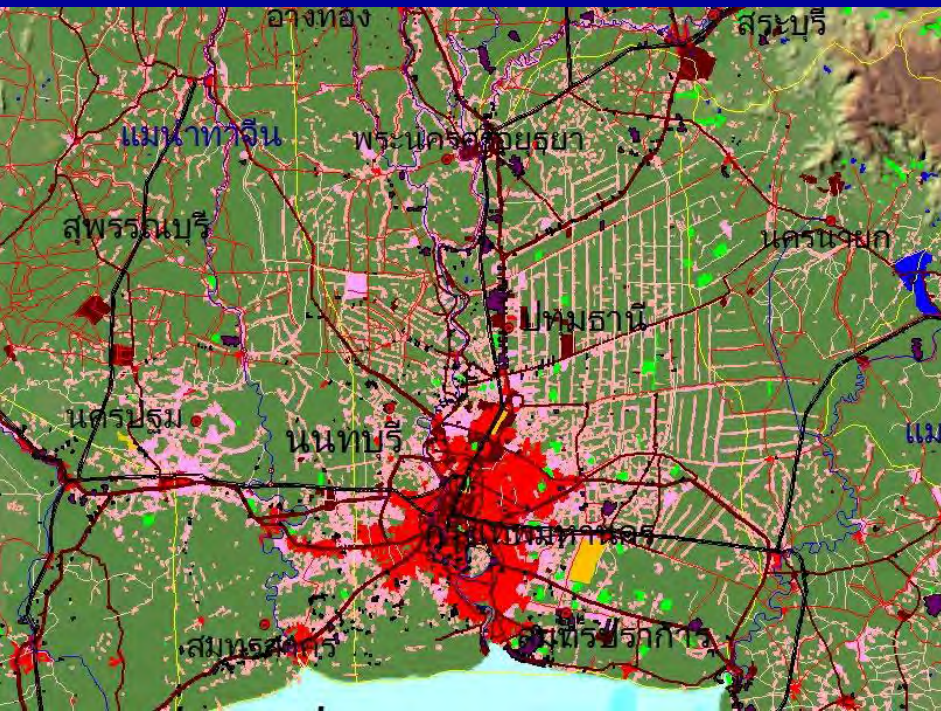 อ่างทอง
สระบุรี
แม่น้ำท่าจีน
พระนครศรีอยุธยา
สุพรรณบุรี
นครนายก
ปทุมธานี
นครปฐม
นนทบุรี
แม
กรุงเทพมหานคร
สมุทรสาคร
สมุทรปราการ